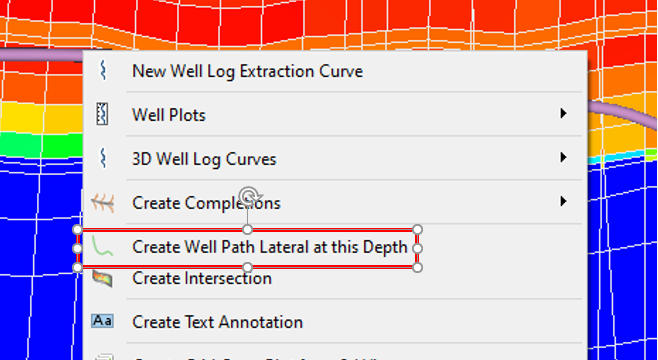 New Well Log Extraction Curve
Well Plots
3D Well Log Curves
Create Completions
Create Well Path Lateral at this Depth
Create Intersection
Aa Create Text Annotation